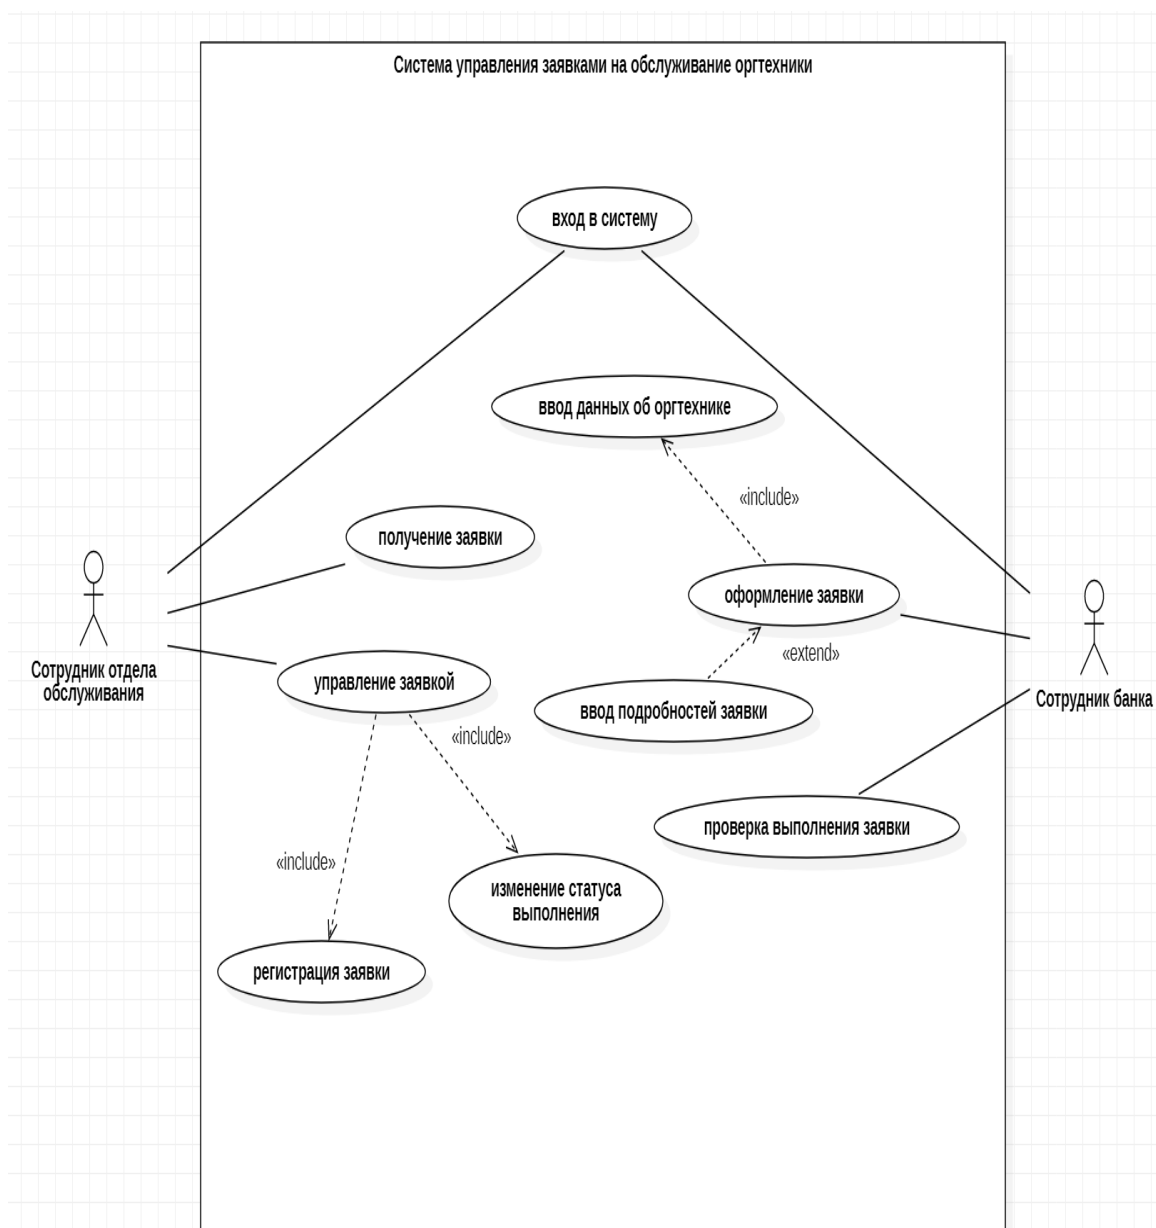 Система управления заявками на обслуживание оргтехники
вход в систему
ввод данных об оргтехнике
«include»
получение заявки
оформление заявки
«extend»
Сотрудник отдела
обслуживания
управление заявкой
Сотрудник банка
ввод подробностей заявки
«include»
проверка выполнения заявки
«include»
изменение статуса
выполнения
регистрация заявки